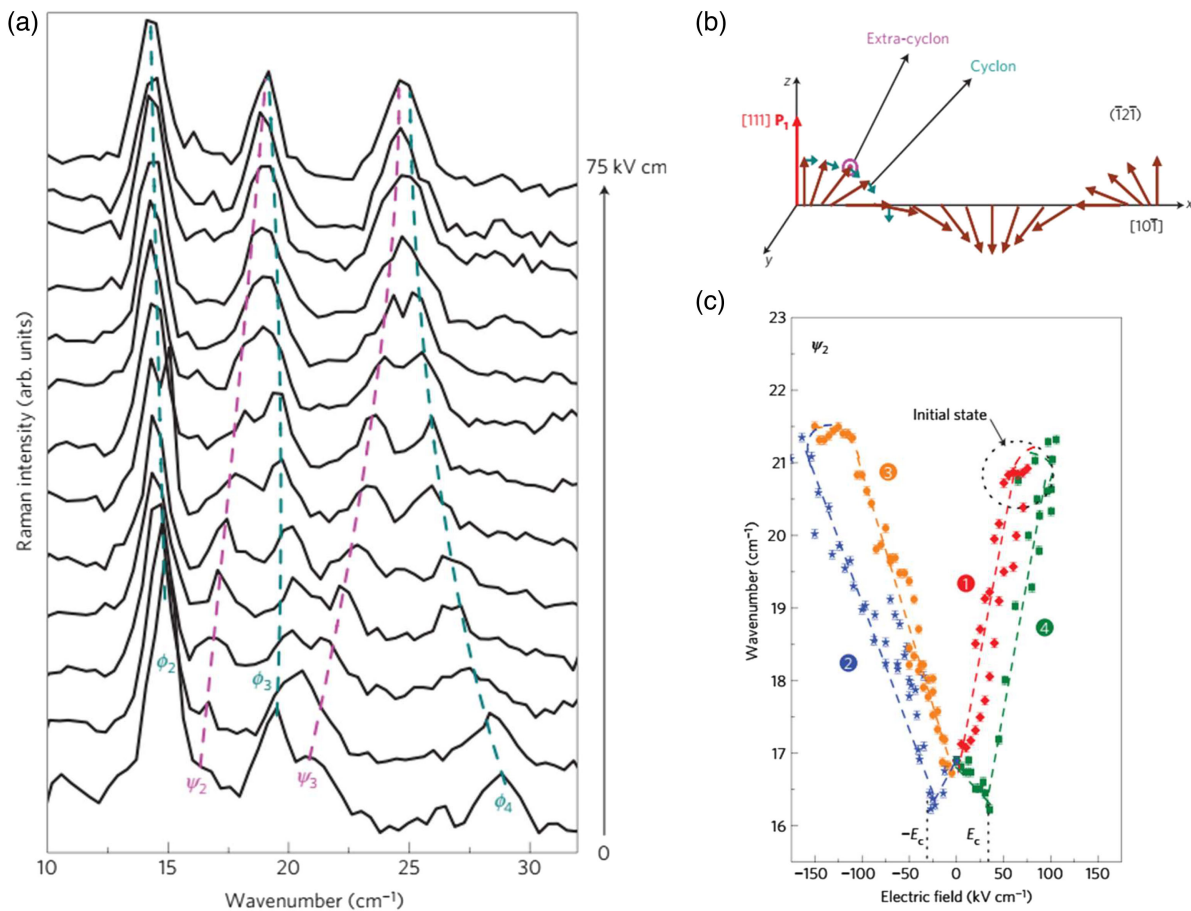 (a)
Raman intensity (arb. units)
75 kV cm
0
ϕ2
ψ2
ϕ3
ψ3
ϕ4
10 15 20 25 30
Wavenumber (cm⁻¹)
(b)
Extra-cyclon
Cyclon
z
[111] P1
(1̄21̄)
x
[101̄]
y
(c)
Wavenumber (cm⁻¹)
23
22
21
20
19
18
17
16
ψ2
Initial state
3
1
2
4
−Ec
Ec
−150 −100 −50 0 50 100 150
Electric field (kV cm⁻¹)